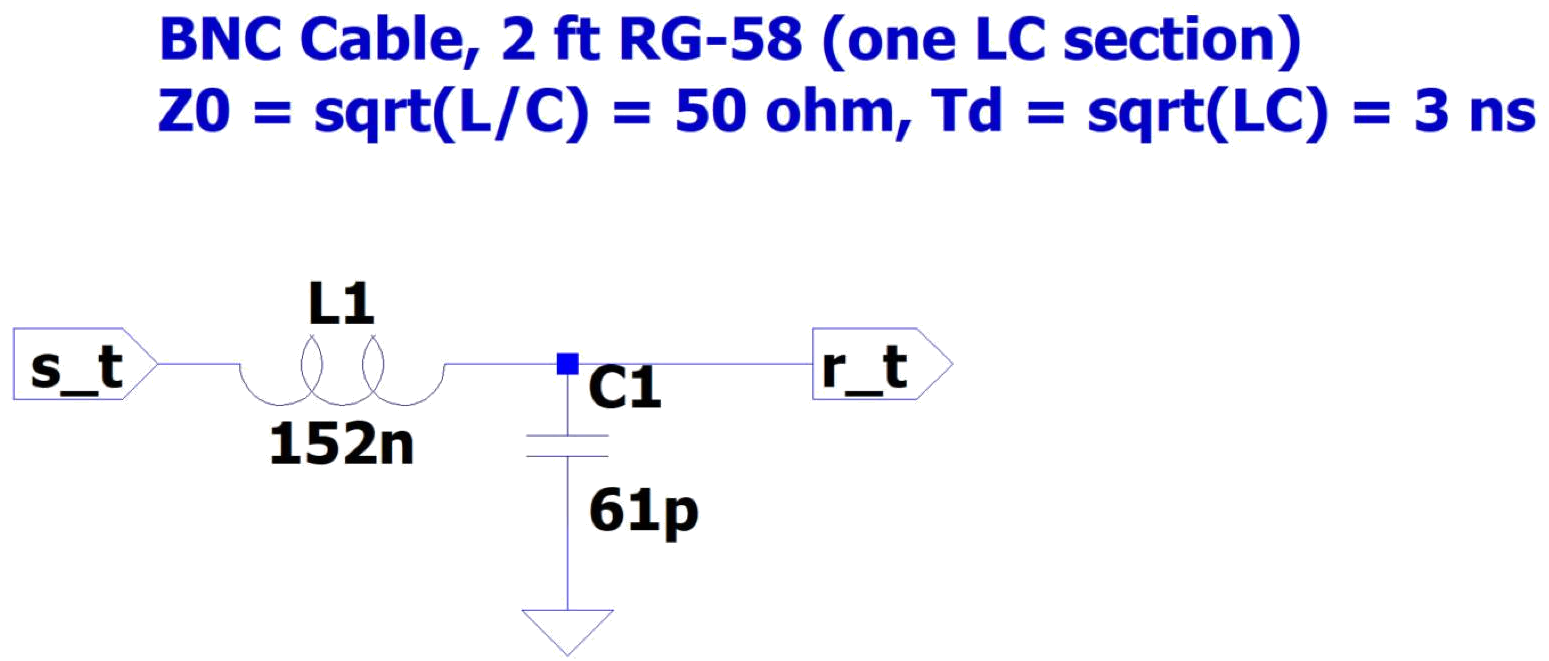 BNC Cable, 2 ft RG-58 (one LC section)
Z0 = sqrt(L/C) = 50 ohm, Td = sqrt(LC) = 3 ns
L1
s_t
r_t
C1
152n
61p